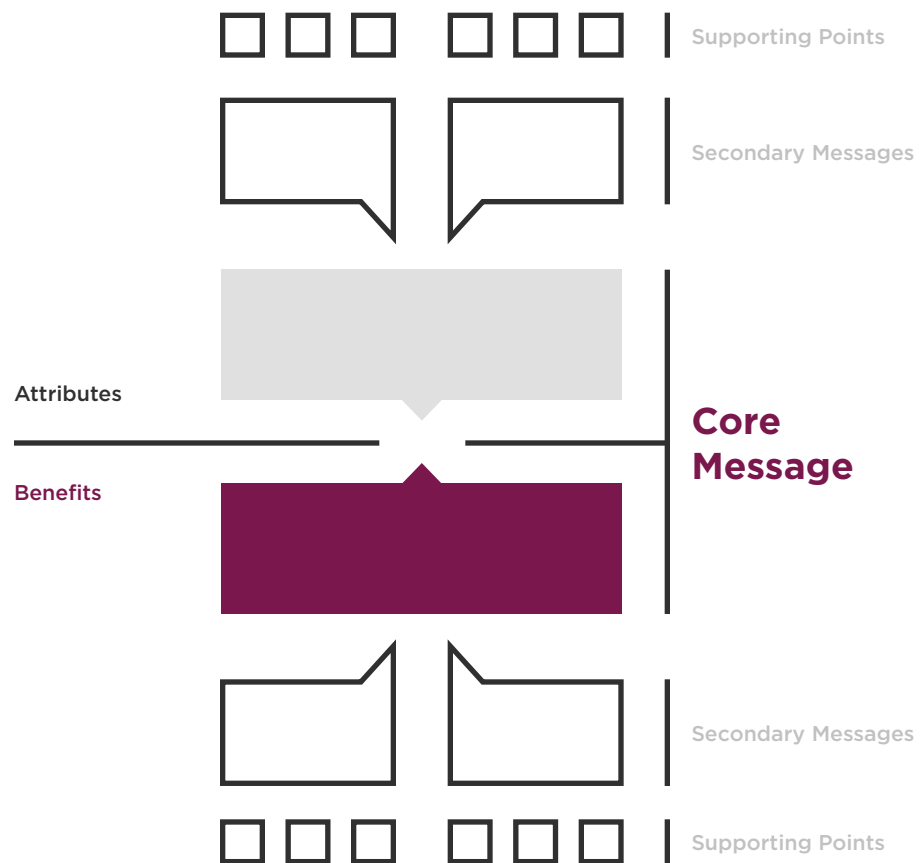 Supporting Points
Secondary Messages
Attributes
Core
Message
Benefits
Secondary Messages
Supporting Points